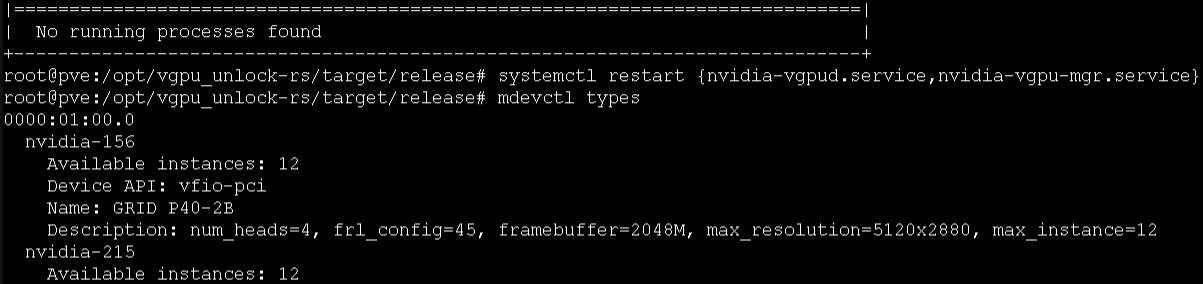 |=============================================================================|
|  No running processes found                                                 |
+-----------------------------------------------------------------------------+
root@pve:/opt/vgpu_unlock-rs/target/release# systemctl restart {nvidia-vgpud.service,nvidia-vgpu-mgr.service}
root@pve:/opt/vgpu_unlock-rs/target/release# mdevctl types
0000:01:00.0
  nvidia-156
    Available instances: 12
    Device API: vfio-pci
    Name: GRID P40-2B
    Description: num_heads=4, frl_config=45, framebuffer=2048M, max_resolution=5120x2880, max_instance=12
  nvidia-215
    Available instances: 12